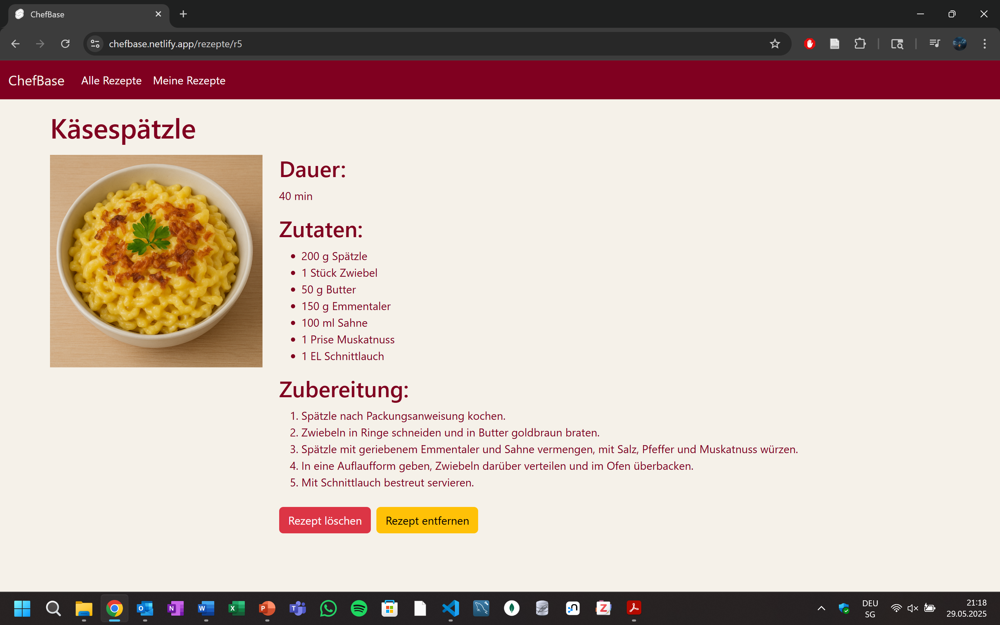 ChefBase
chefbase.netlify.app/rezepte/r5
ChefBase Alle Rezepte Meine Rezepte
Käsespätzle
Dauer:
40 min
Zutaten:
200 g Spätzle
1 Stück Zwiebel
50 g Butter
150 g Emmentaler
100 ml Sahne
1 Prise Muskatnuss
1 EL Schnittlauch
Zubereitung:
1. Spätzle nach Packungsanweisung kochen.
2. Zwiebeln in Ringe schneiden und in Butter goldbraun braten.
3. Spätzle mit geriebenem Emmentaler und Sahne vermengen, mit Salz, Pfeffer und Muskatnuss würzen.
4. In eine Auflaufform geben, Zwiebeln darüber verteilen und im Ofen überbacken.
5. Mit Schnittlauch bestreut servieren.
Rezept löschen Rezept entfernen
DEU
SG
21:18
29.05.2025